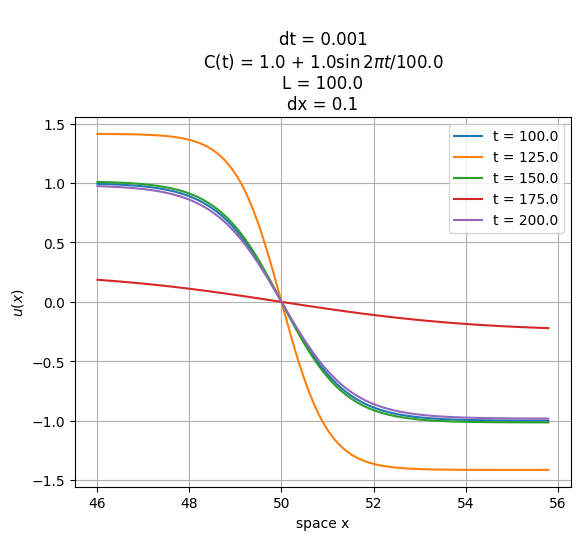 dt = 0.001
C(t) = 1.0 + 1.0sin 2πt/100.0
L = 100.0
dx = 0.1
1.5
1.0
0.5
0.0
−0.5
−1.0
−1.5
u(x)
t = 100.0
t = 125.0
t = 150.0
t = 175.0
t = 200.0
46
48
50
52
54
56
space x